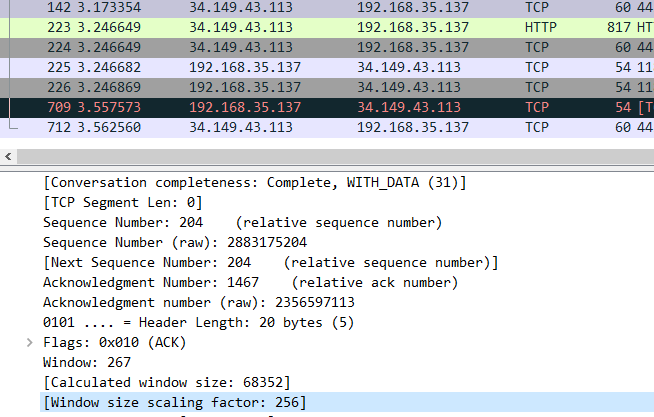 142 3.173354 34.149.43.113 192.168.35.137 TCP 60 44
223 3.246649 34.149.43.113 192.168.35.137 HTTP 817 HT
224 3.246649 34.149.43.113 192.168.35.137 TCP 60 44
225 3.246682 192.168.35.137 34.149.43.113 TCP 54 11
226 3.246869 192.168.35.137 34.149.43.113 TCP 54 11
709 3.557573 192.168.35.137 34.149.43.113 TCP 54 [T
712 3.562560 34.149.43.113 192.168.35.137 TCP 60 44
[Conversation completeness: Complete, WITH_DATA (31)]
[TCP Segment Len: 0]
Sequence Number: 204 (relative sequence number)
Sequence Number (raw): 2883175204
[Next Sequence Number: 204 (relative sequence number)]
Acknowledgment Number: 1467 (relative ack number)
Acknowledgment number (raw): 2356597113
0101 .... = Header Length: 20 bytes (5)
Flags: 0x010 (ACK)
Window: 267
[Calculated window size: 68352]
[Window size scaling factor: 256]